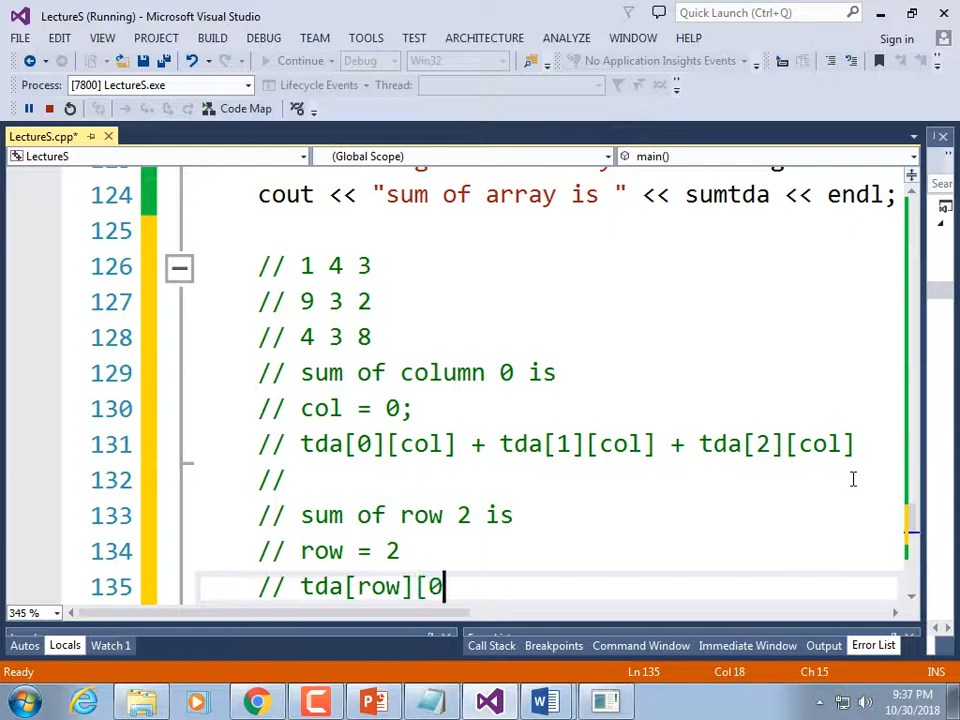 LectureS (Running) - Microsoft Visual Studio
Quick Launch (Ctrl+Q)
FILE EDIT VIEW PROJECT BUILD DEBUG TEAM TOOLS TEST ARCHITECTURE ANALYZE WINDOW HELP
Sign in
Continue Debug Win32 No Application Insights Events
Process: [7800] LectureS.exe Lifecycle Events Thread:
Code Map
LectureS.cpp*
LectureS (Global Scope) main()
Sear
124 cout << "sum of array is " << sumtda << endl;
125
126 // 1 4 3
127 // 9 3 2
128 // 4 3 8
129 // sum of column 0 is
130 // col = 0;
131 // tda[0][col] + tda[1][col] + tda[2][col]
132 //
133 // sum of row 2 is
134 // row = 2
135 // tda[row][0
345 %
Autos Locals Watch 1 Call Stack Breakpoints Command Window Immediate Window Output Error List
Ready Ln 135 Col 18 Ch 15 INS
9:37 PM
10/30/2018